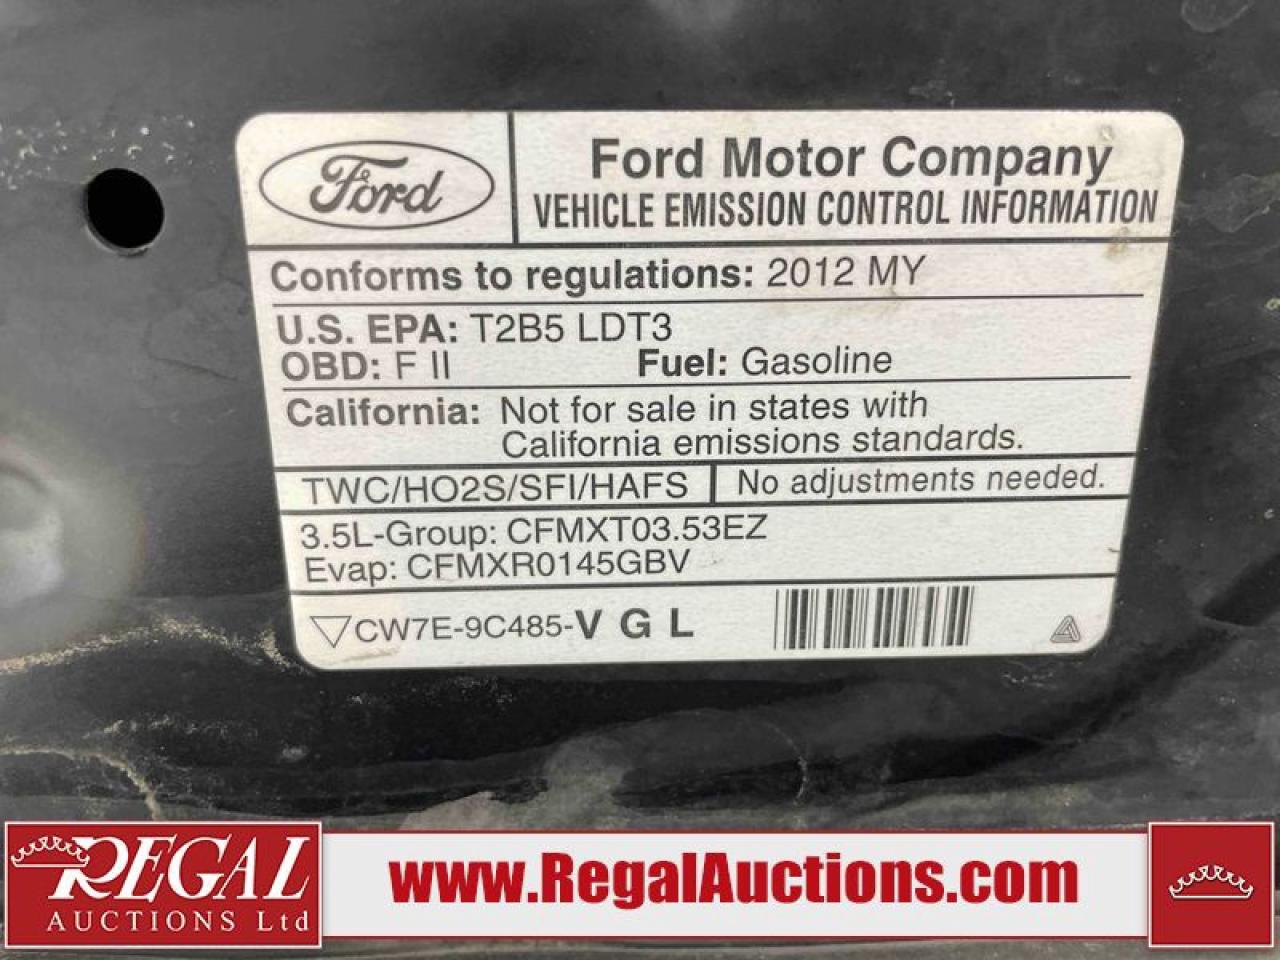 Ford
Ford Motor Company
VEHICLE EMISSION CONTROL INFORMATION
Conforms to regulations: 2012 MY
U.S. EPA: T2B5 LDT3
OBD: F II Fuel: Gasoline
California: Not for sale in states with
California emissions standards.
TWC/HO2S/SFI/HAFS No adjustments needed.
3.5L-Group: CFMXT03.53EZ
Evap: CFMXR0145GBV
CW7E-9C485-V G L
REGAL
AUCTIONS Ltd
www.RegalAuctions.com